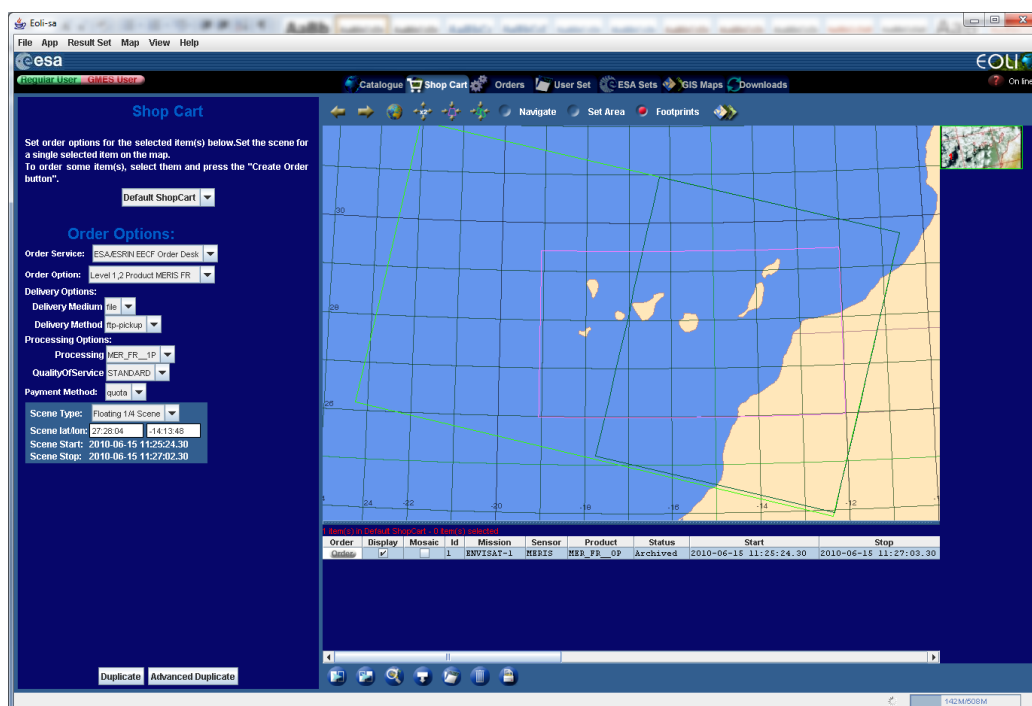 Eoli-sa
File App Result Set Map View Help
esa
EOLI
Regular User GMES User
Catalogue Shop Cart Orders User Set ESA Sets GIS Maps Downloads
? On line
Shop Cart
Navigate Set Area Footprints
Set order options for the selected item(s) below.Set the scene for
a single selected item on the map.
To order some item(s), select them and press the "Create Order
button".
Default ShopCart
Order Options:
Order Service: ESA/ESRIN EECF Order Desk
Order Option: Level 1,2 Product MERIS FR
Delivery Options:
Delivery Medium file
Delivery Method ftp-pickup
Processing Options:
Processing MER_FR__1P
QualityOfService STANDARD
Payment Method: quota
Scene Type: Floating 1/4 Scene
Scene lat/lon: 27:28:04 -14:13:48
Scene Start: 2010-06-15 11:25:24.30
Scene Stop: 2010-06-15 11:27:02.30
30
28
26
24 -22 -20 -18 -16 -14 -12
1 item(s) in Default ShopCart - 0 item(s) selected
Order Display Mosaic Id Mission Sensor Product Status Start Stop
Order 1 ENVISAT-1 MERIS MER_FR__0P Archived 2010-06-15 11:25:24.30 2010-06-15 11:27:03.30
Duplicate Advanced Duplicate
142M/508M